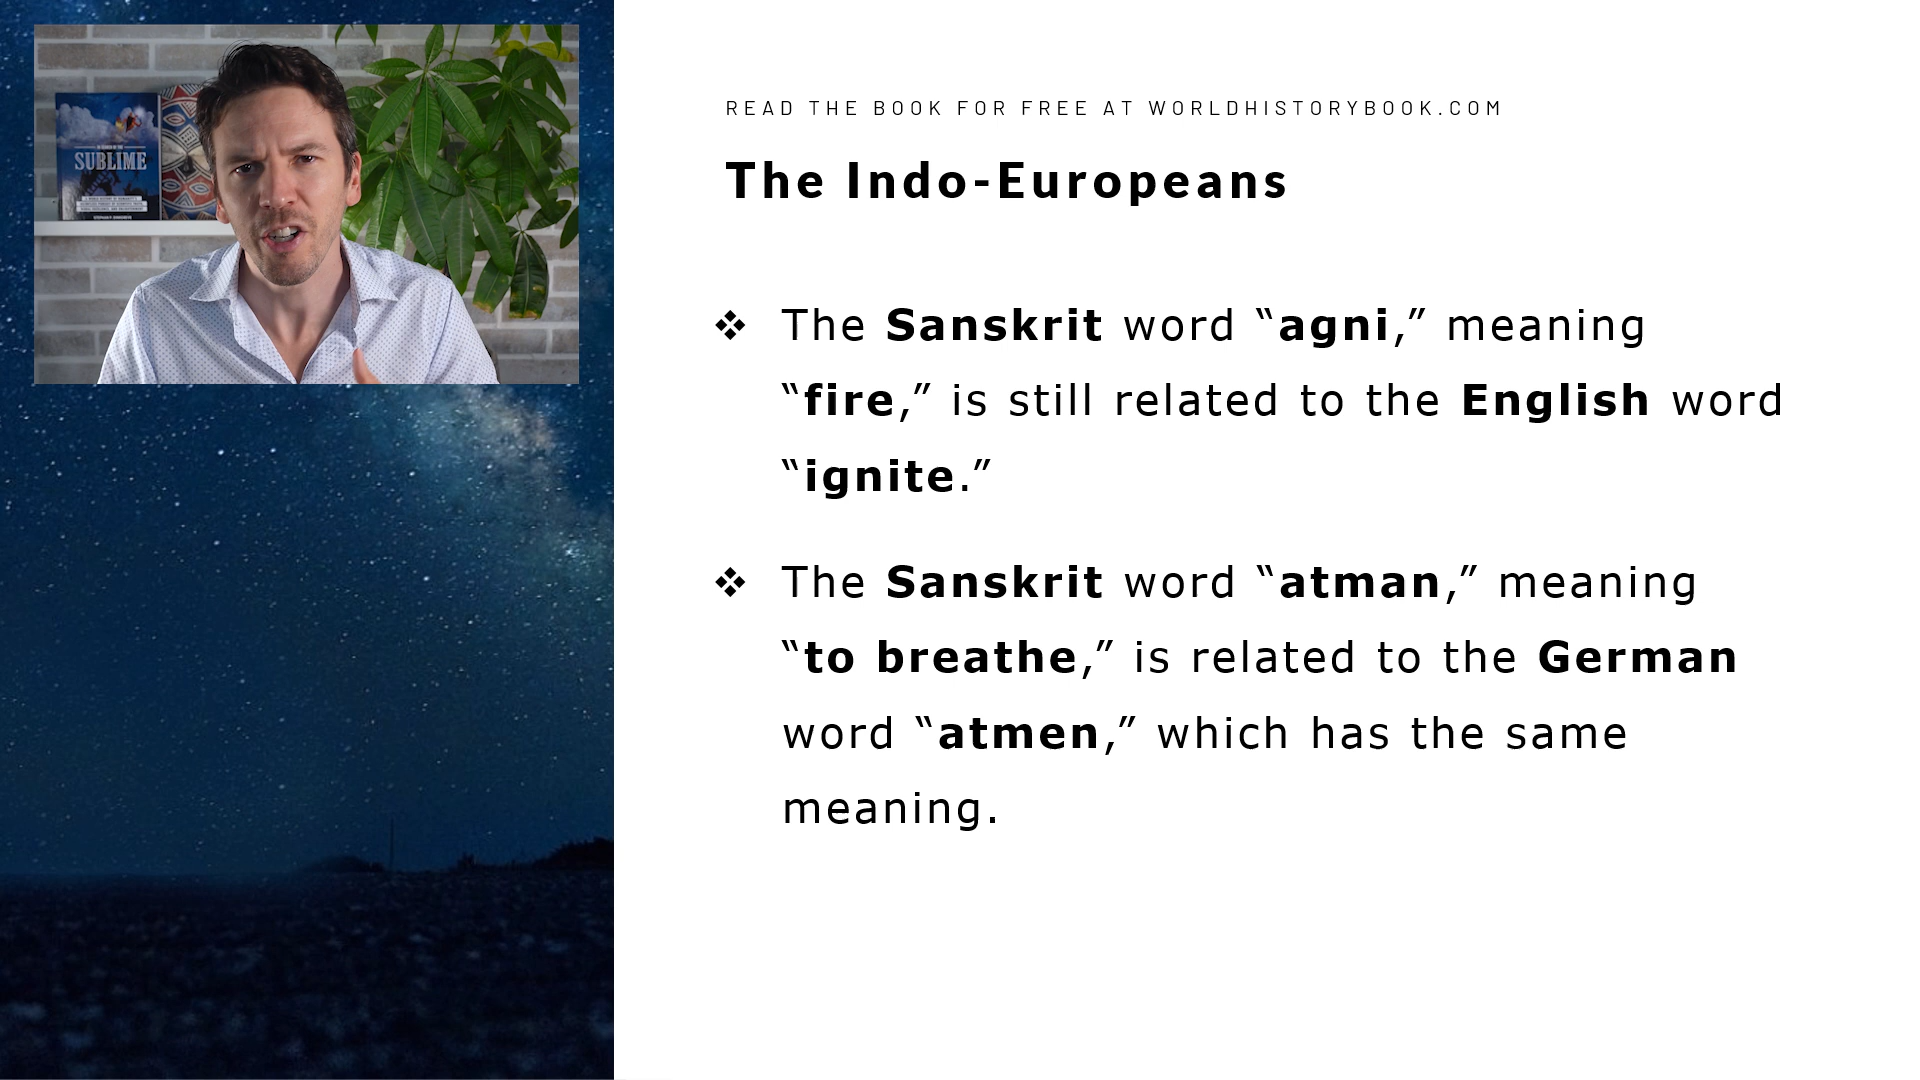 SUBLIME
READ THE BOOK FOR FREE AT WORLDHISTORYBOOK.COM
The Indo-Europeans
❖ The Sanskrit word “agni,” meaning
“fire,” is still related to the English word
“ignite.”
❖ The Sanskrit word “atman,” meaning
“to breathe,” is related to the German
word “atmen,” which has the same
meaning.